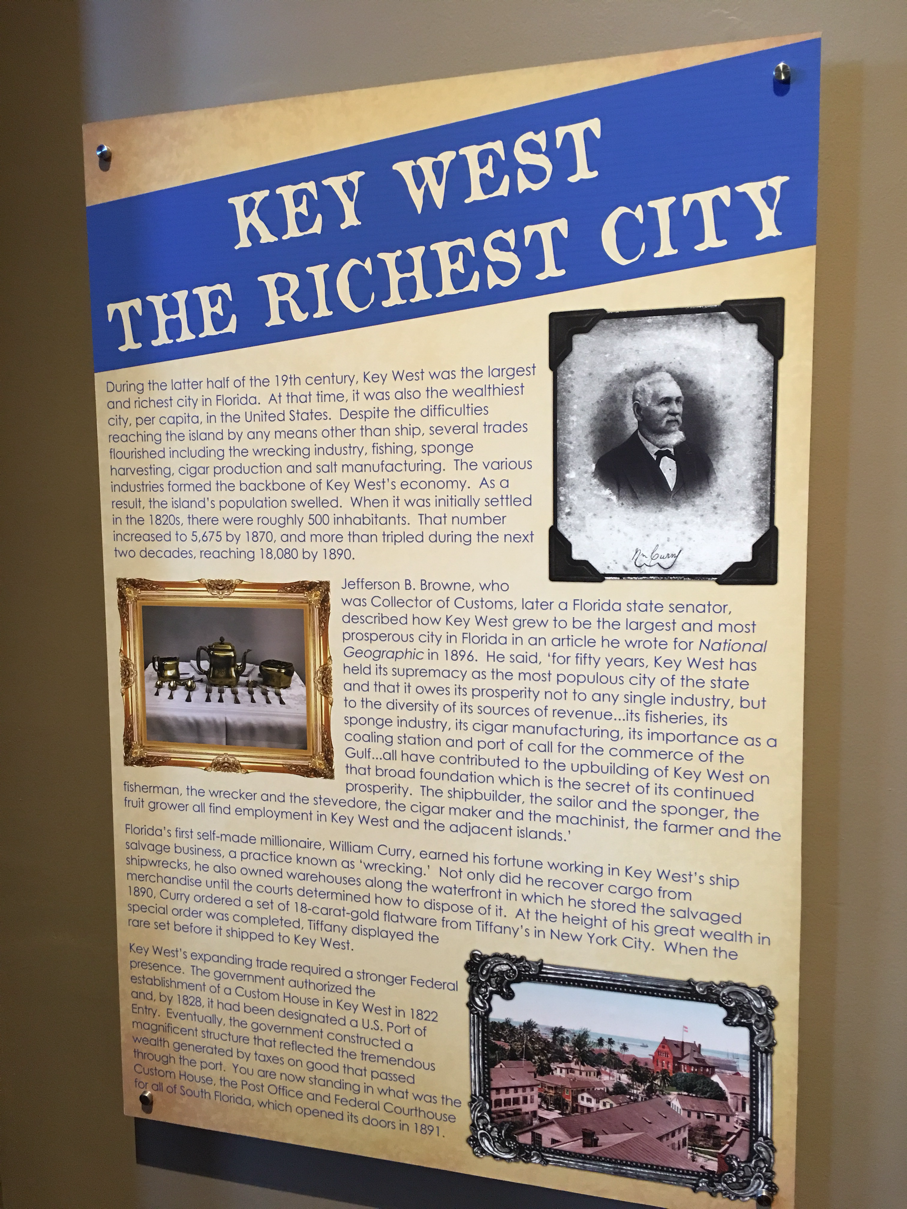 KEY WEST
THE RICHEST CITY
During the latter half of the 19th century, Key West was the largest
and richest city in Florida. At that time, it was also the wealthiest
city, per capita, in the United States. Despite the difficulties
reaching the island by any means other than ship, several trades
flourished including the wrecking industry, fishing, sponge
harvesting, cigar production and salt manufacturing. The various
industries formed the backbone of Key West's economy. As a
result, the island's population swelled. When it was initially settled
in the 1820s, there were roughly 500 inhabitants. That number
increased to 5,675 by 1870, and more than tripled during the next
two decades, reaching 18,080 by 1890.
Wm Curry
Jefferson B. Browne, who
was Collector of Customs, later a Florida state senator,
described how Key West grew to be the largest and most
prosperous city in Florida in an article he wrote for National
Geographic in 1896. He said, 'for fifty years, Key West has
held its supremacy as the most populous city of the state
and that it owes its prosperity not to any single industry, but
to the diversity of its sources of revenue...its fisheries, its
sponge industry, its cigar manufacturing, its importance as a
coaling station and port of call for the commerce of the
Gulf...all have contributed to the upbuilding of Key West on
that broad foundation which is the secret of its continued
prosperity. The shipbuilder, the sailor and the sponger, the
fisherman, the wrecker and the stevedore, the cigar maker and the machinist, the farmer and the
fruit grower all find employment in Key West and the adjacent islands.'
Florida's first self-made millionaire, William Curry, earned his fortune working in Key West's ship
salvage business, a practice known as 'wrecking.' Not only did he recover cargo from
shipwrecks, he also owned warehouses along the waterfront in which he stored the salvaged
merchandise until the courts determined how to dispose of it. At the height of his great wealth in
1890, Curry ordered a set of 18-carat-gold flatware from Tiffany's in New York City. When the
special order was completed, Tiffany displayed the
rare set before it shipped to Key West.
Key West's expanding trade required a stronger Federal
presence. The government authorized the
establishment of a Custom House in Key West in 1822
and, by 1828, it had been designated a U.S. Port of
Entry. Eventually, the government constructed a
magnificent structure that reflected the tremendous
wealth generated by taxes on good that passed
through the port. You are now standing in what was the
Custom House, the Post Office and Federal Courthouse
for all of South Florida, which opened its doors in 1891.